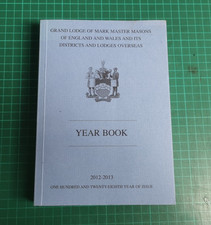 GRAND LODGE OF MARK MASTER MASONS
OF ENGLAND AND WALES AND ITS
DISTRICTS AND LODGES OVERSEAS
YEAR BOOK
2012-2013
ONE HUNDRED AND TWENTY-EIGHTH YEAR OF ISSUE